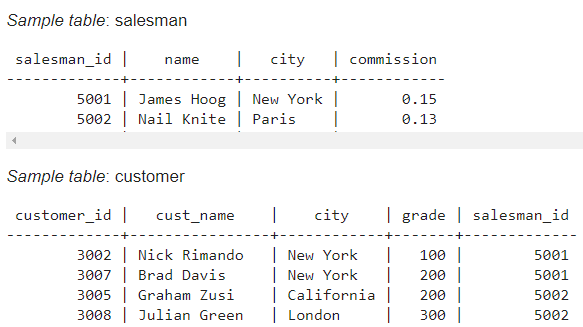 Sample table: salesman
salesman_id | name | city | commission
------------+------------+-----------+------------
5001 | James Hoog | New York | 0.15
5002 | Nail Knite | Paris | 0.13
Sample table: customer
customer_id | cust_name | city | grade | salesman_id
------------+----------------+------------+-------+-------------
3002 | Nick Rimando | New York | 100 | 5001
3007 | Brad Davis | New York | 200 | 5001
3005 | Graham Zusi | California | 200 | 5002
3008 | Julian Green | London | 300 | 5002